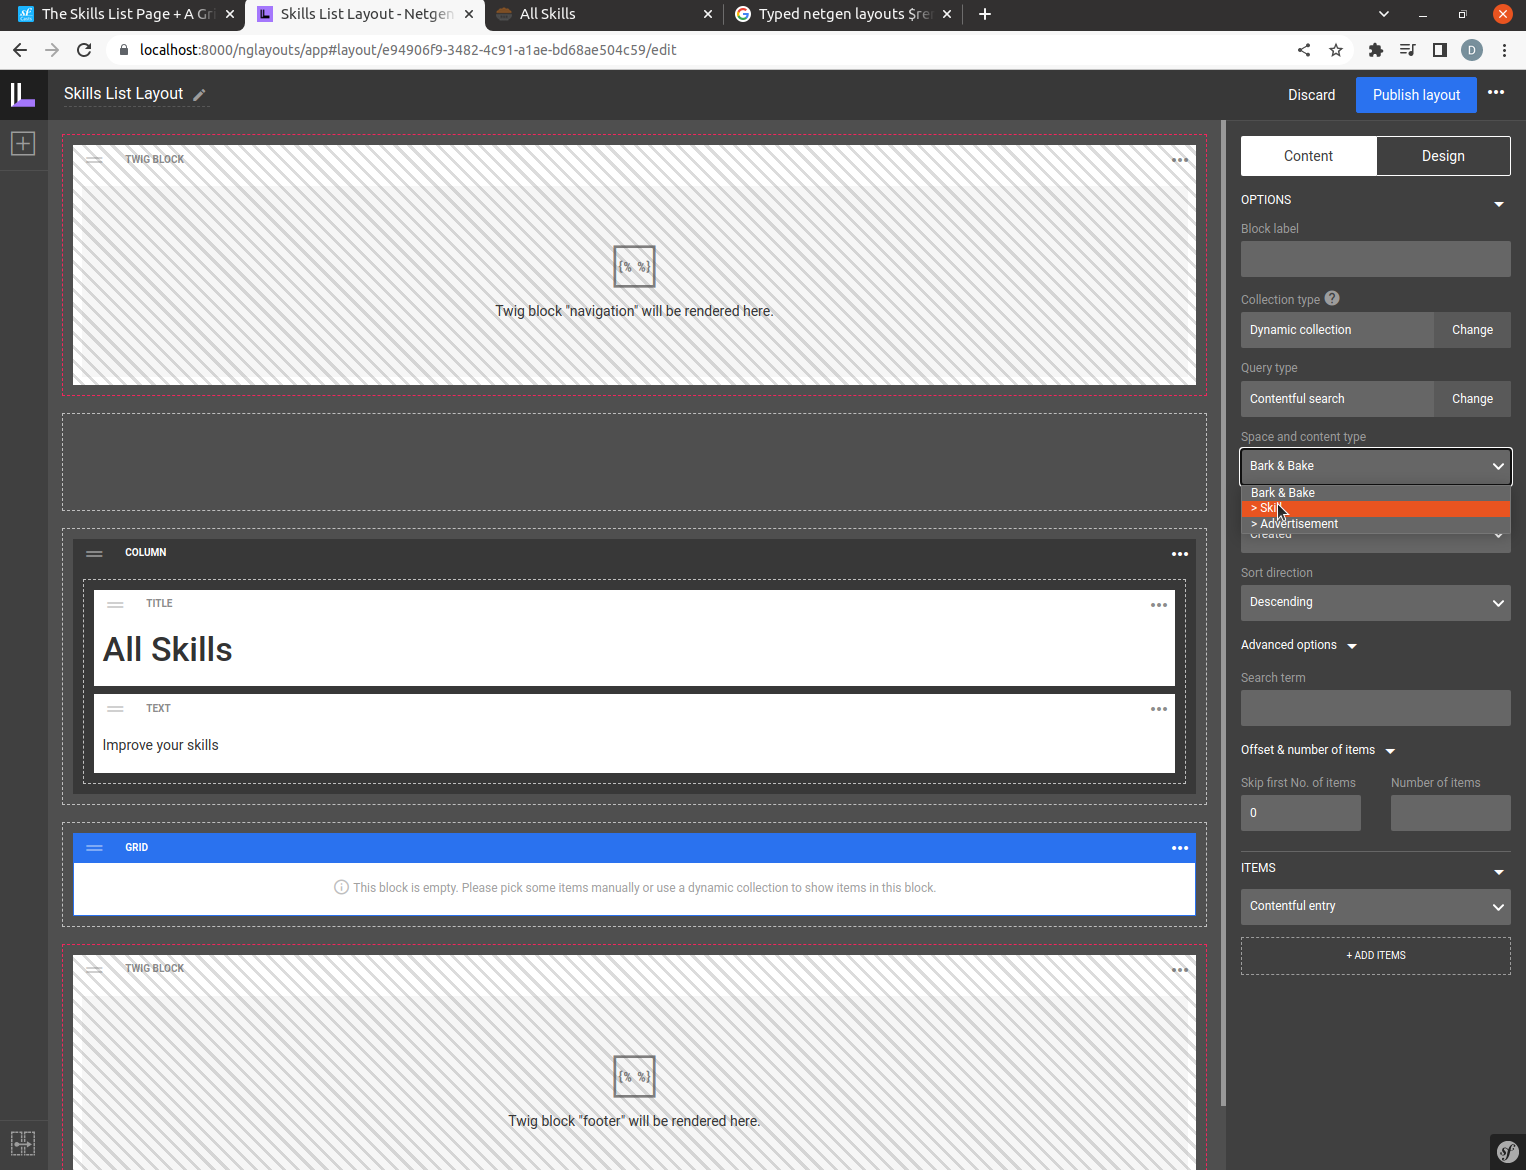 The Skills List Page + A Gri
Skills List Layout - Netgen
All Skills
Typed netgen layouts $re
localhost:8000/nglayouts/app#layout/e94906f9-3482-4c91-a1ae-bd68ae504c59/edit
D
Skills List Layout
Discard
Publish layout
TWIG BLOCK
{% %}
Twig block "navigation" will be rendered here.
COLUMN
TITLE
All Skills
TEXT
Improve your skills
GRID
This block is empty. Please pick some items manually or use a dynamic collection to show items in this block.
TWIG BLOCK
{% %}
Twig block "footer" will be rendered here.
Content
Design
OPTIONS
Block label
Collection type
Dynamic collection
Change
Query type
Contentful search
Change
Space and content type
Bark & Bake
Bark & Bake
> Skill
> Advertisement
Created
Sort direction
Descending
Advanced options
Search term
Offset & number of items
Skip first No. of items
Number of items
0
ITEMS
Contentful entry
+ ADD ITEMS
sf